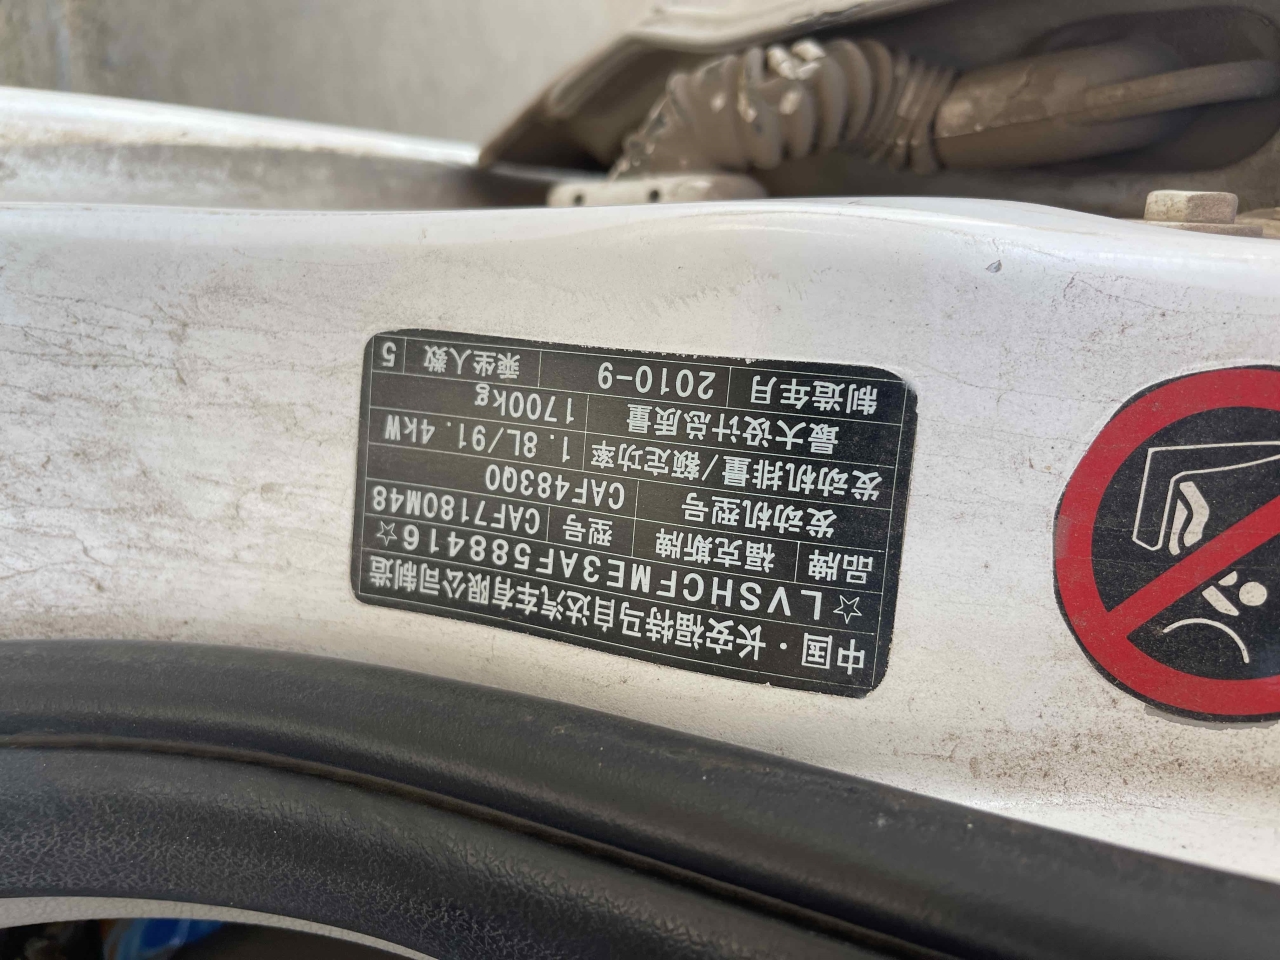 中国·长安福特马自达汽车有限公司制造
☆LVSHCFME3AF588416☆
品牌 福克斯牌 型号 CAF7180M48
发动机型号 CAF483Q0
发动机排量/额定功率 1.8L/91.4kW
最大设计总质量 1700kg
制造年月 2010-9 乘坐人数 5